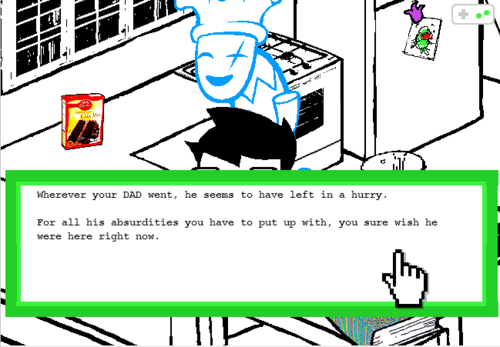 Wherever your DAD went, he seems to have left in a hurry.
For all his absurdities you have to put up with, you sure wish he
were here right now.